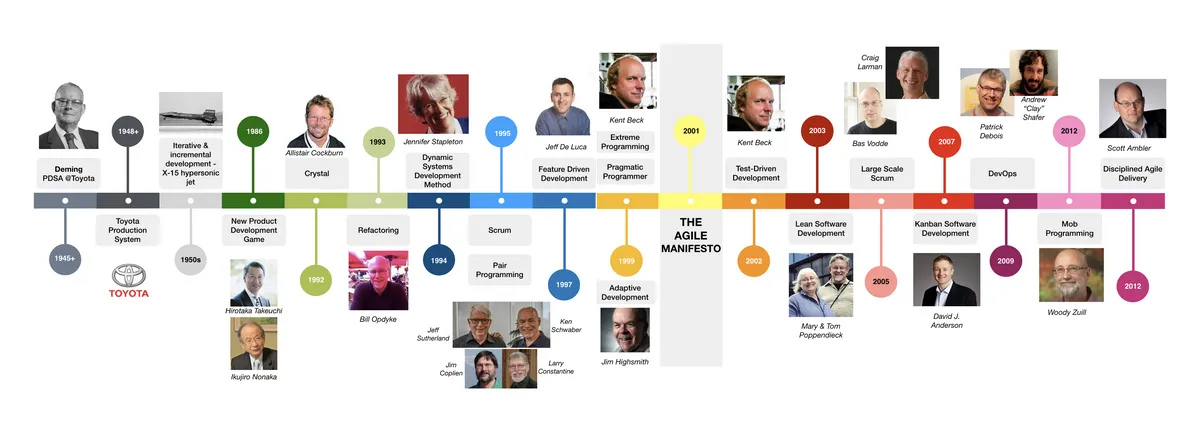 Deming
PDSA @Toyota
1945+
1948+
Toyota
Production
System
TOYOTA
Iterative &
incremental
development -
X-15 hypersonic
jet
1950s
1986
New Product
Development
Game
Hirotaka Takeuchi
Ikujiro Nonaka
Allistair Cockburn
Crystal
1992
1993
Refactoring
Bill Opdyke
Jennifer Stapleton
Dynamic
Systems
Development
Method
1994
1995
Scrum
Pair
Programming
Jeff
Sutherland
Ken
Schwaber
Jim
Coplien
Larry
Constantine
Jeff De Luca
Feature Driven
Development
1997
Kent Beck
Extreme
Programming
Pragmatic
Programmer
1999
Adaptive
Development
Jim Highsmith
2001
THE
AGILE
MANIFESTO
Kent Beck
Test-Driven
Development
2002
2003
Lean Software
Development
Mary & Tom
Poppendieck
Craig
Larman
Bas Vodde
Large Scale
Scrum
2005
2007
Kanban Software
Development
David J.
Anderson
Patrick
Debois
Andrew
“Clay”
Shafer
DevOps
2009
2012
Mob
Programming
Woody Zuill
Scott Ambler
Disciplined Agile
Delivery
2012